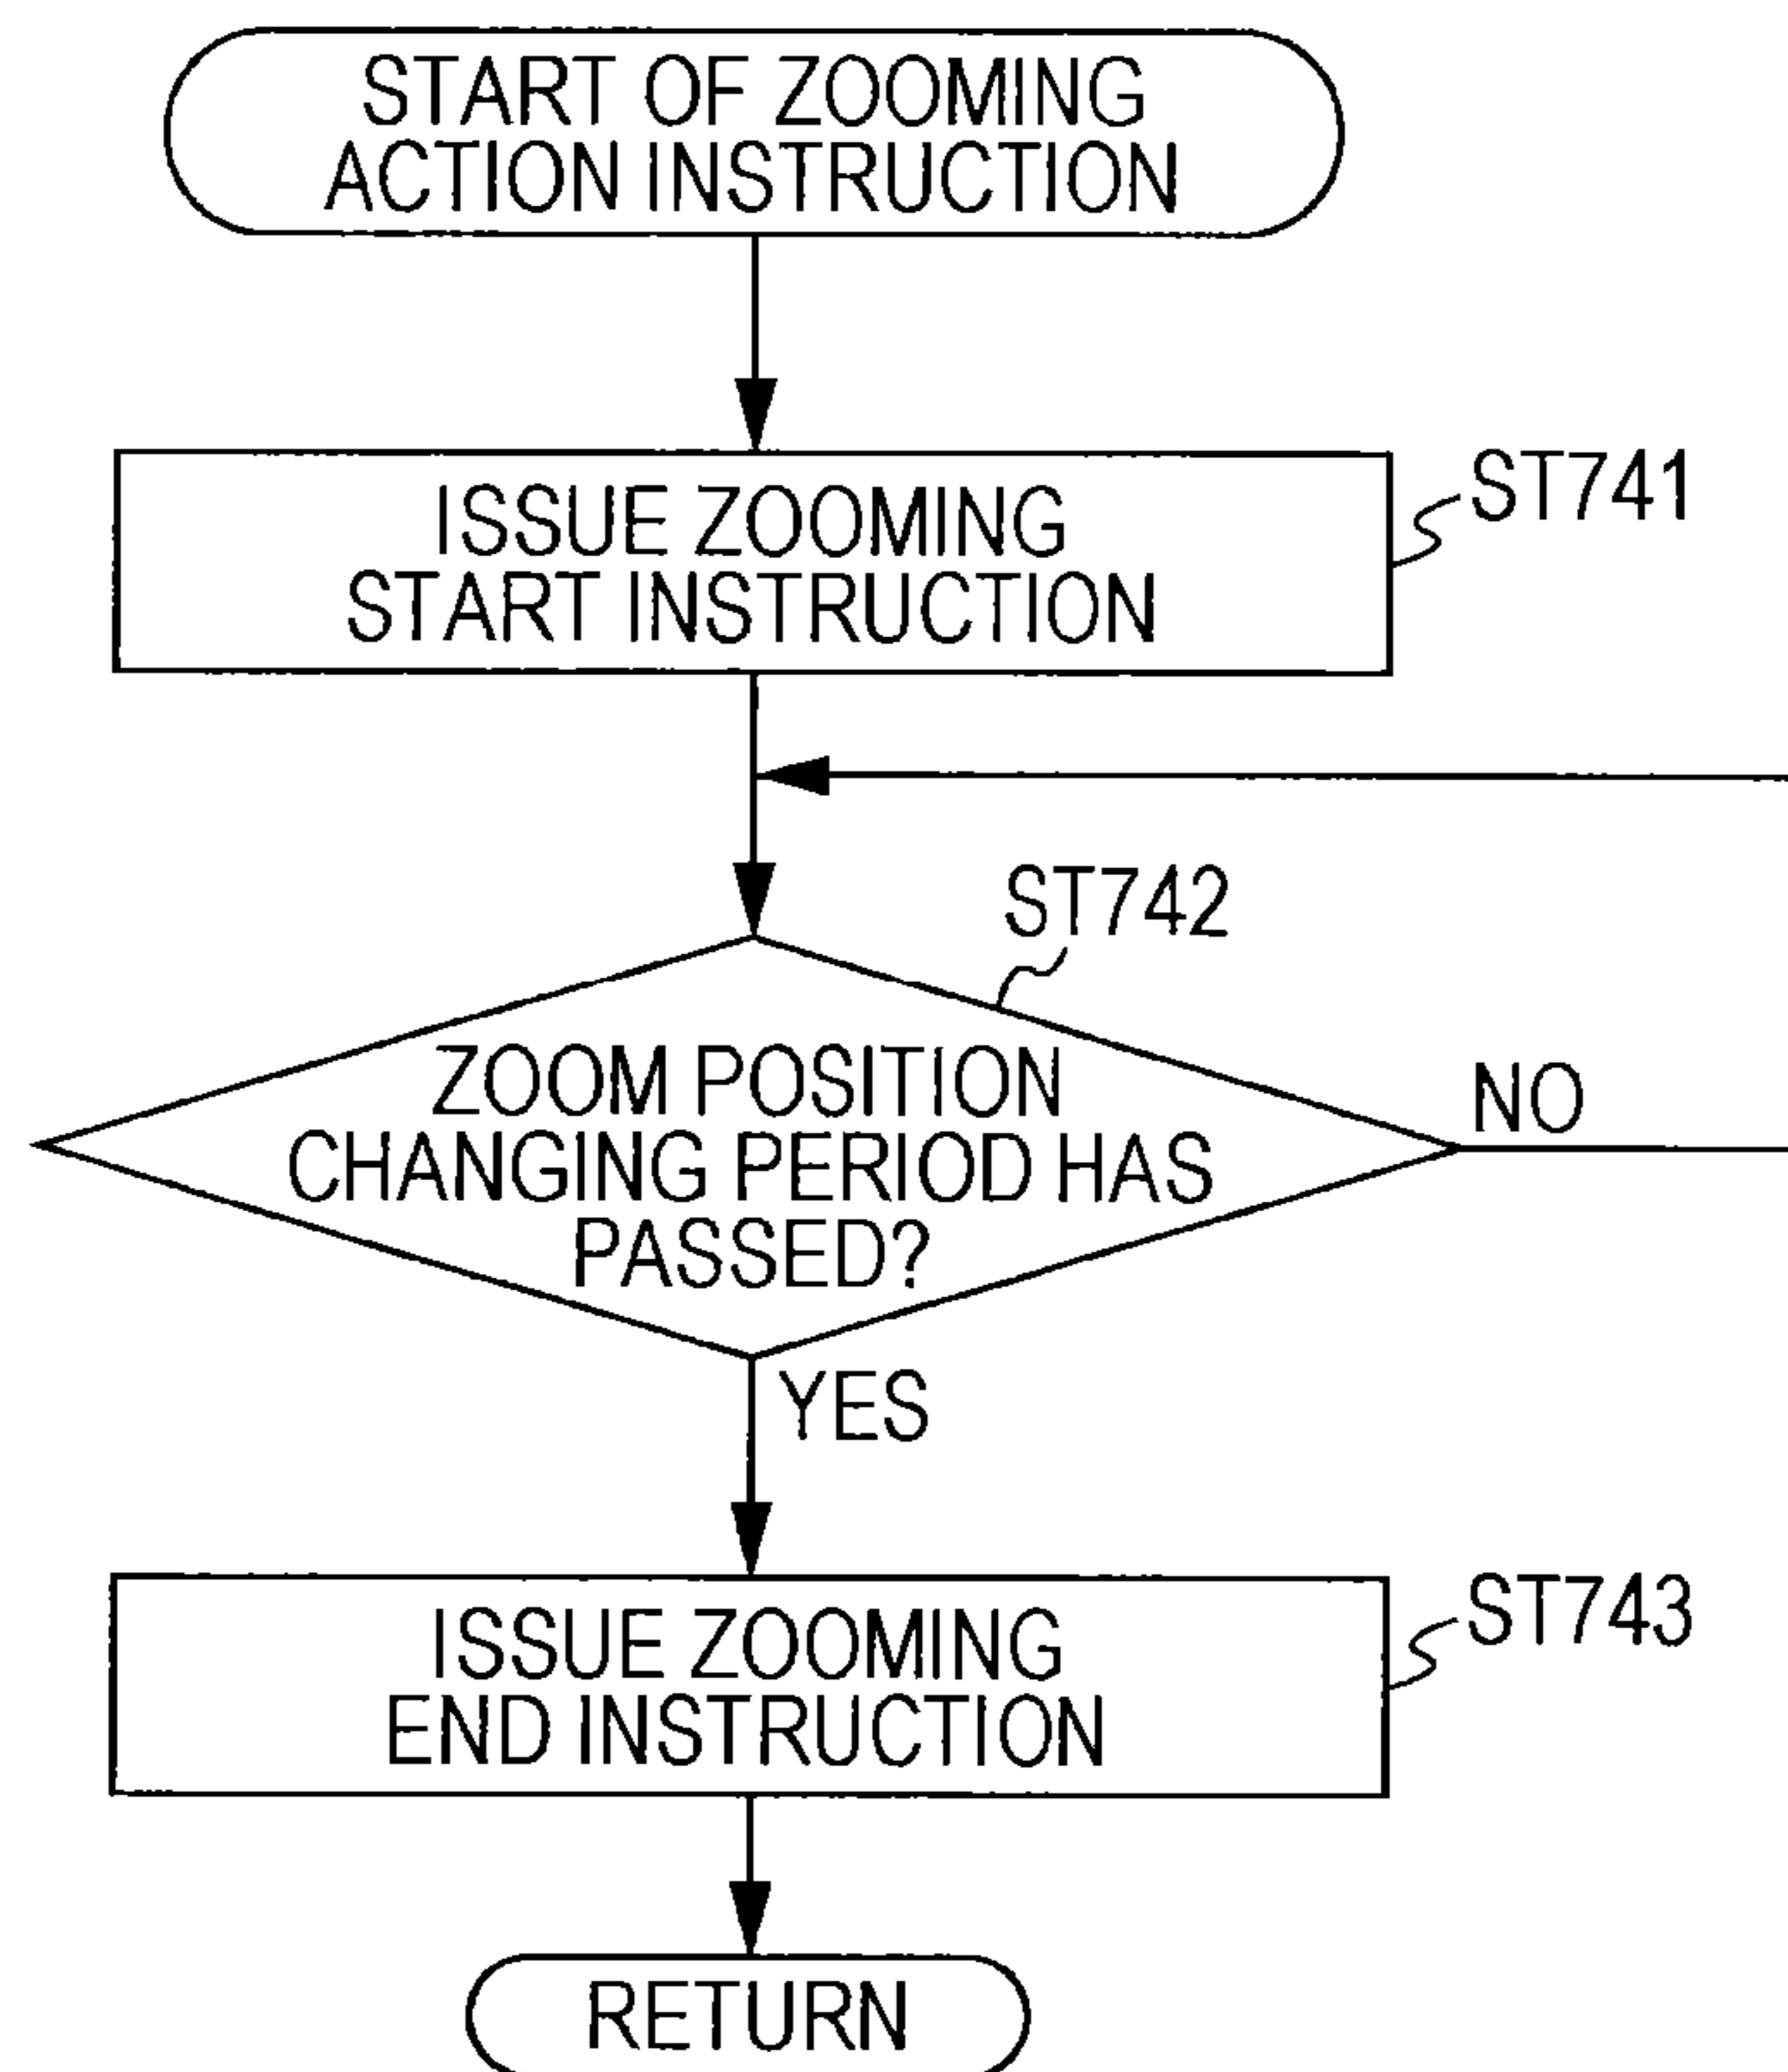 START OF ZOOMING
ACTION INSTRUCTION
ISSUE ZOOMING
START INSTRUCTION
ST741
ST742
ZOOM POSITION
CHANGING PERIOD HAS
PASSED?
NO
YES
ISSUE ZOOMING
END INSTRUCTION
ST743
RETURN